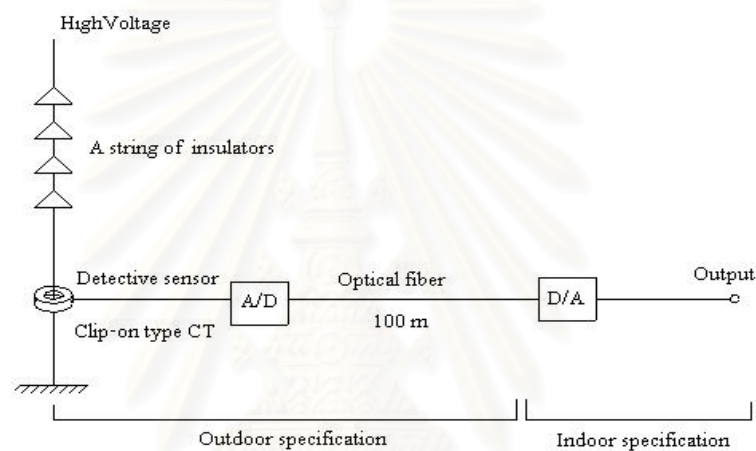 HighVoltage
A string of insulators
Detective sensor
A/D
Optical fiber
D/A
Output
Clip-on type CT
100 m
Outdoor specification
Indoor specification